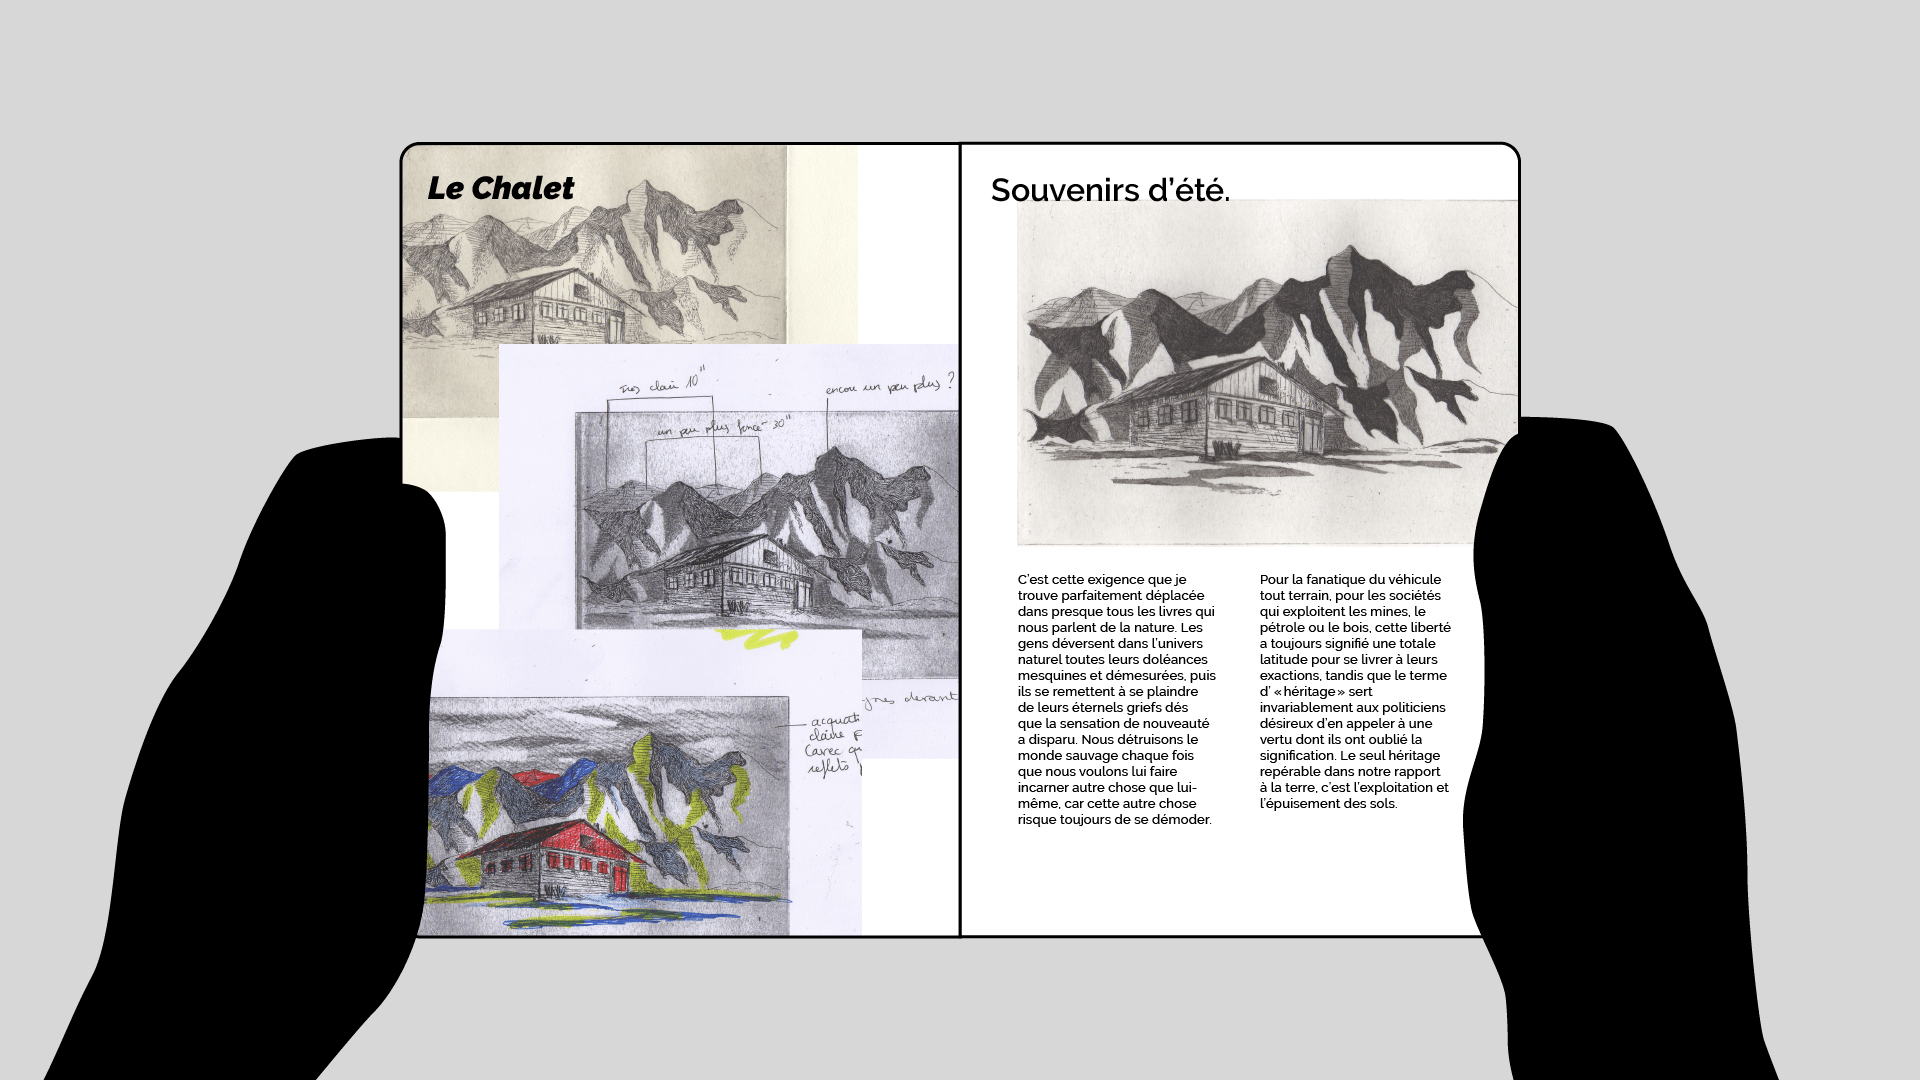 Le Chalet
Très clair 10"
encore un peu plus ?
un peu plus foncé 30"
devant
claire
(avec
reflets
Souvenirs d'été.
C'est cette exigence que je
trouve parfaitement déplacée
dans presque tous les livres qui
nous parlent de la nature. Les
gens déversent dans l'univers
naturel toutes leurs doléances
mesquines et démesurées, puis
ils se remettent à se plaindre
de leurs éternels griefs dés
que la sensation de nouveauté
a disparu. Nous détruisons le
monde sauvage chaque fois
que nous voulons lui faire
incarner autre chose que lui-
même, car cette autre chose
risque toujours de se démoder.
Pour la fanatique du véhicule
tout terrain, pour les sociétés
qui exploitent les mines, le
pétrole ou le bois, cette liberté
a toujours signifié une totale
latitude pour se livrer à leurs
exactions, tandis que le terme
d' « héritage » sert
invariablement aux politiciens
désireux d'en appeler à une
vertu dont ils ont oublié la
signification. Le seul héritage
repérable dans notre rapport
à la terre, c'est l'exploitation et
l'épuisement des sols.